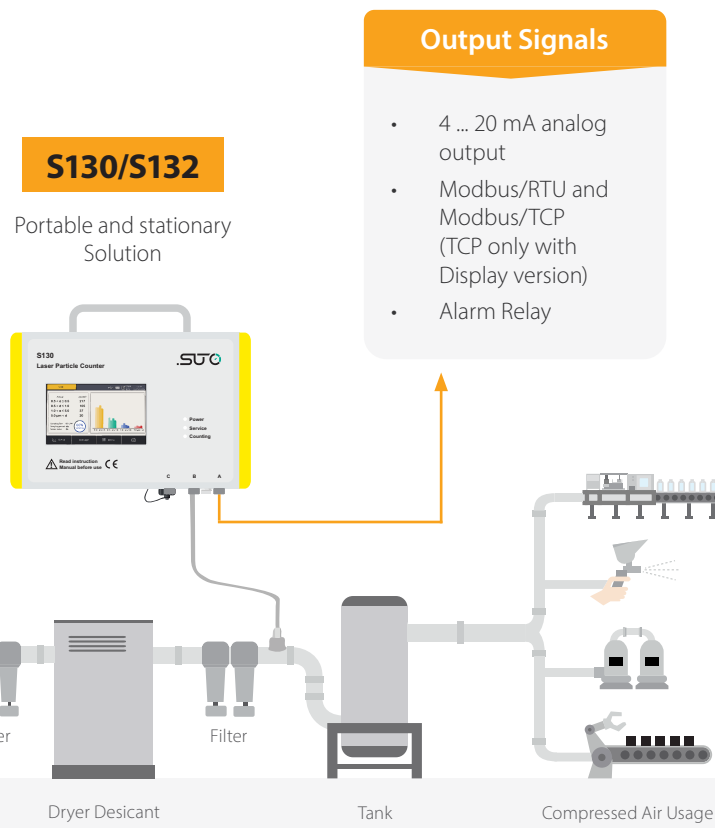 Output Signals
• 4 ... 20 mA analog
output
• Modbus/RTU and
Modbus/TCP
(TCP only with
Display version)
• Alarm Relay
S130/S132
Portable and stationary
Solution
S130
Laser Particle Counter
SUTO
Power
Service
Counting
Read instruction
Manual before use CE
C B A
er
Filter
Dryer Desicant
Tank
Compressed Air Usage